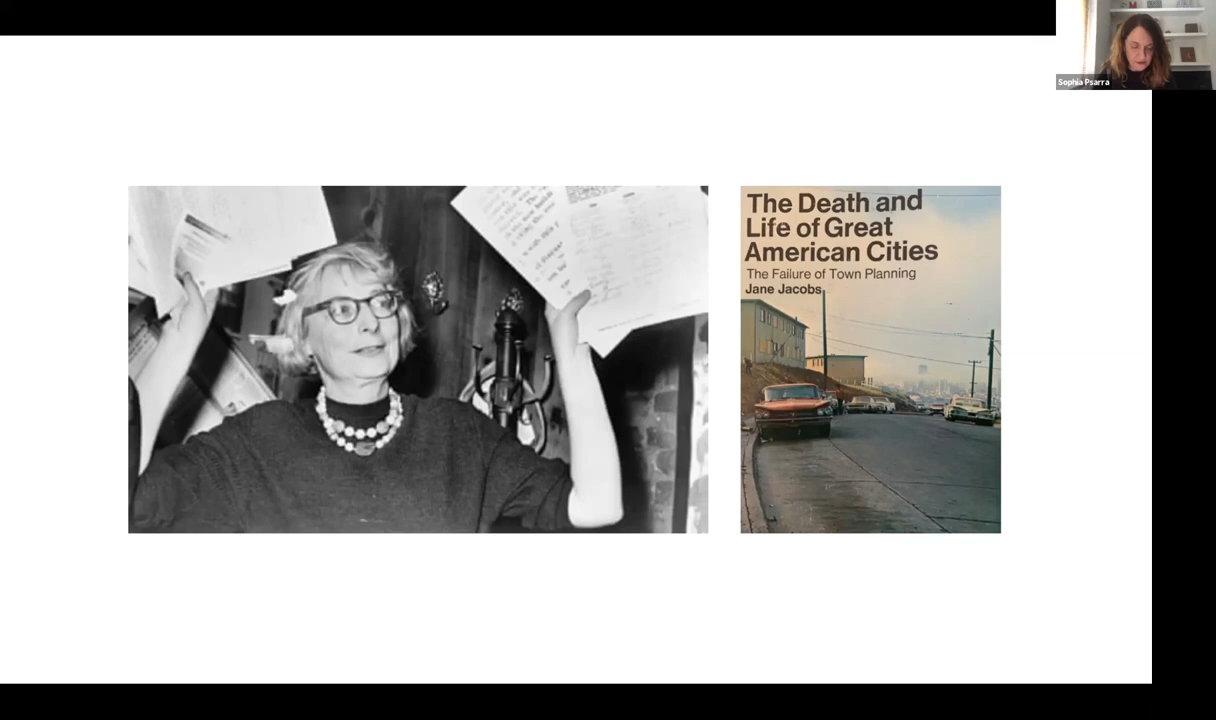 Sophia Psarra
The Death and
Life of Great
American Cities
The Failure of Town Planning
Jane Jacobs